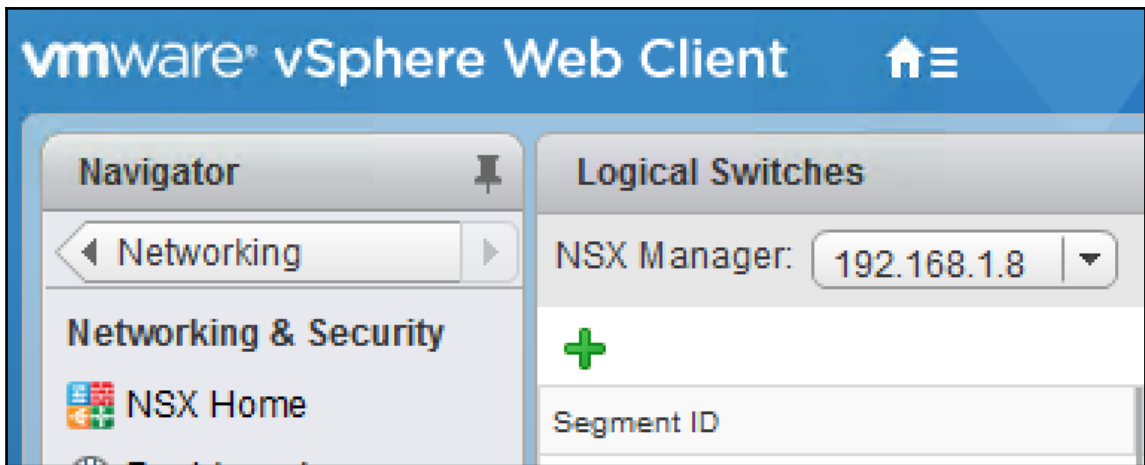 vmware® vSphere Web Client
Navigator
Networking
Networking & Security
NSX Home
Logical Switches
NSX Manager: 192.168.1.8
Segment ID